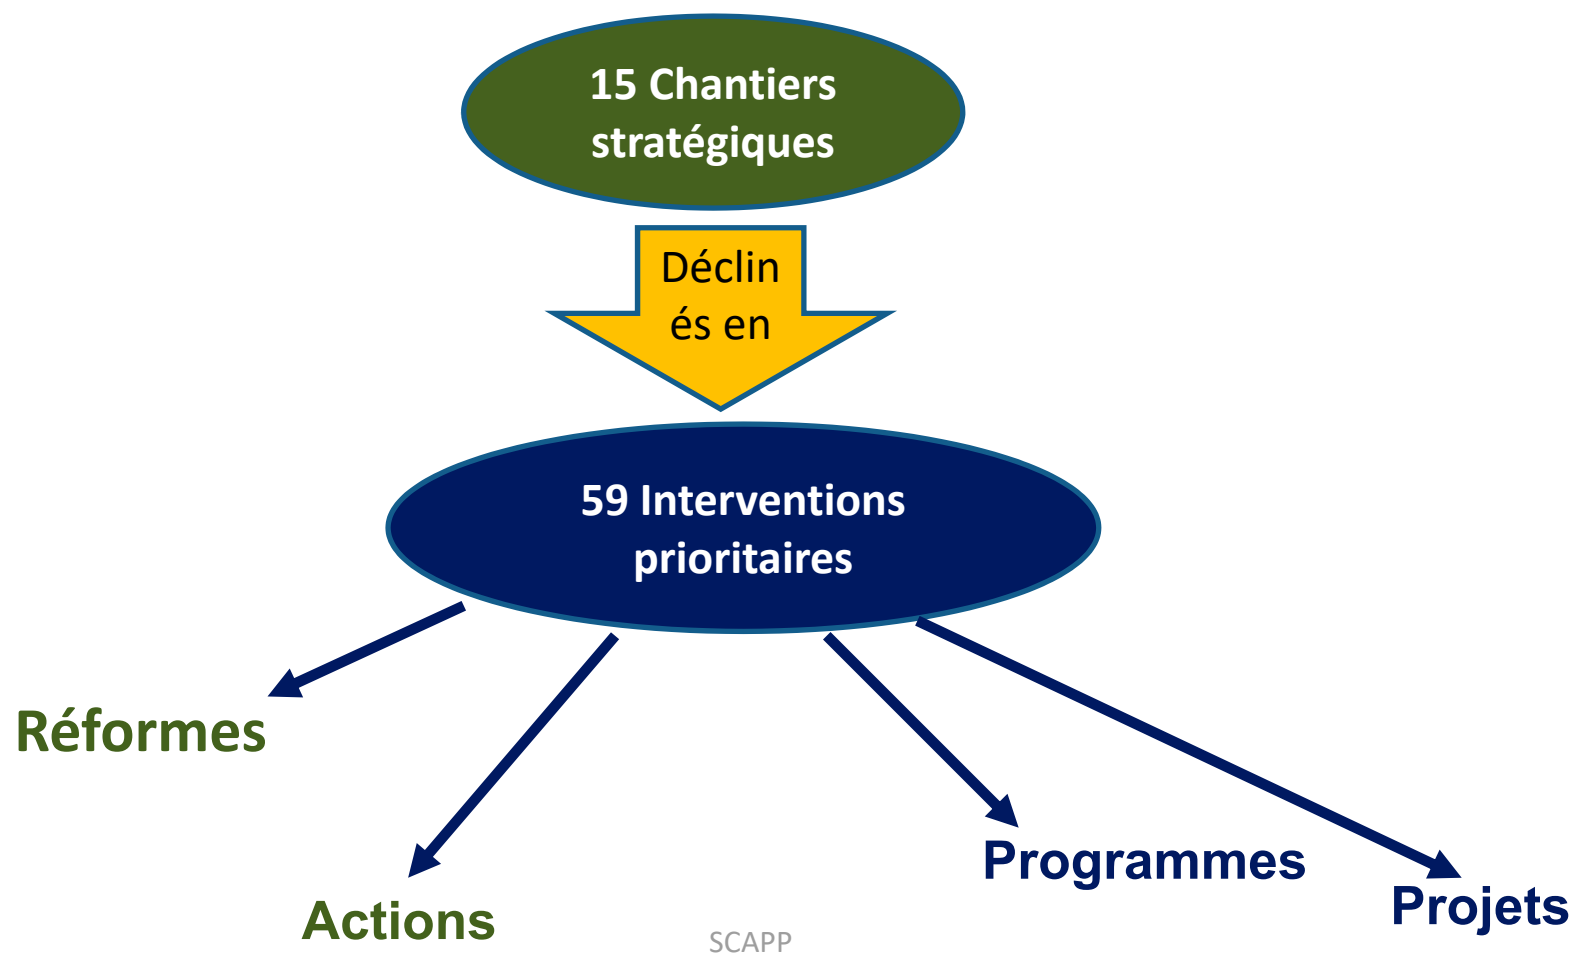 15 Chantiers
stratégiques
Déclin
és en
59 Interventions
prioritaires
Réformes
Actions
Programmes
Projets
SCAPP